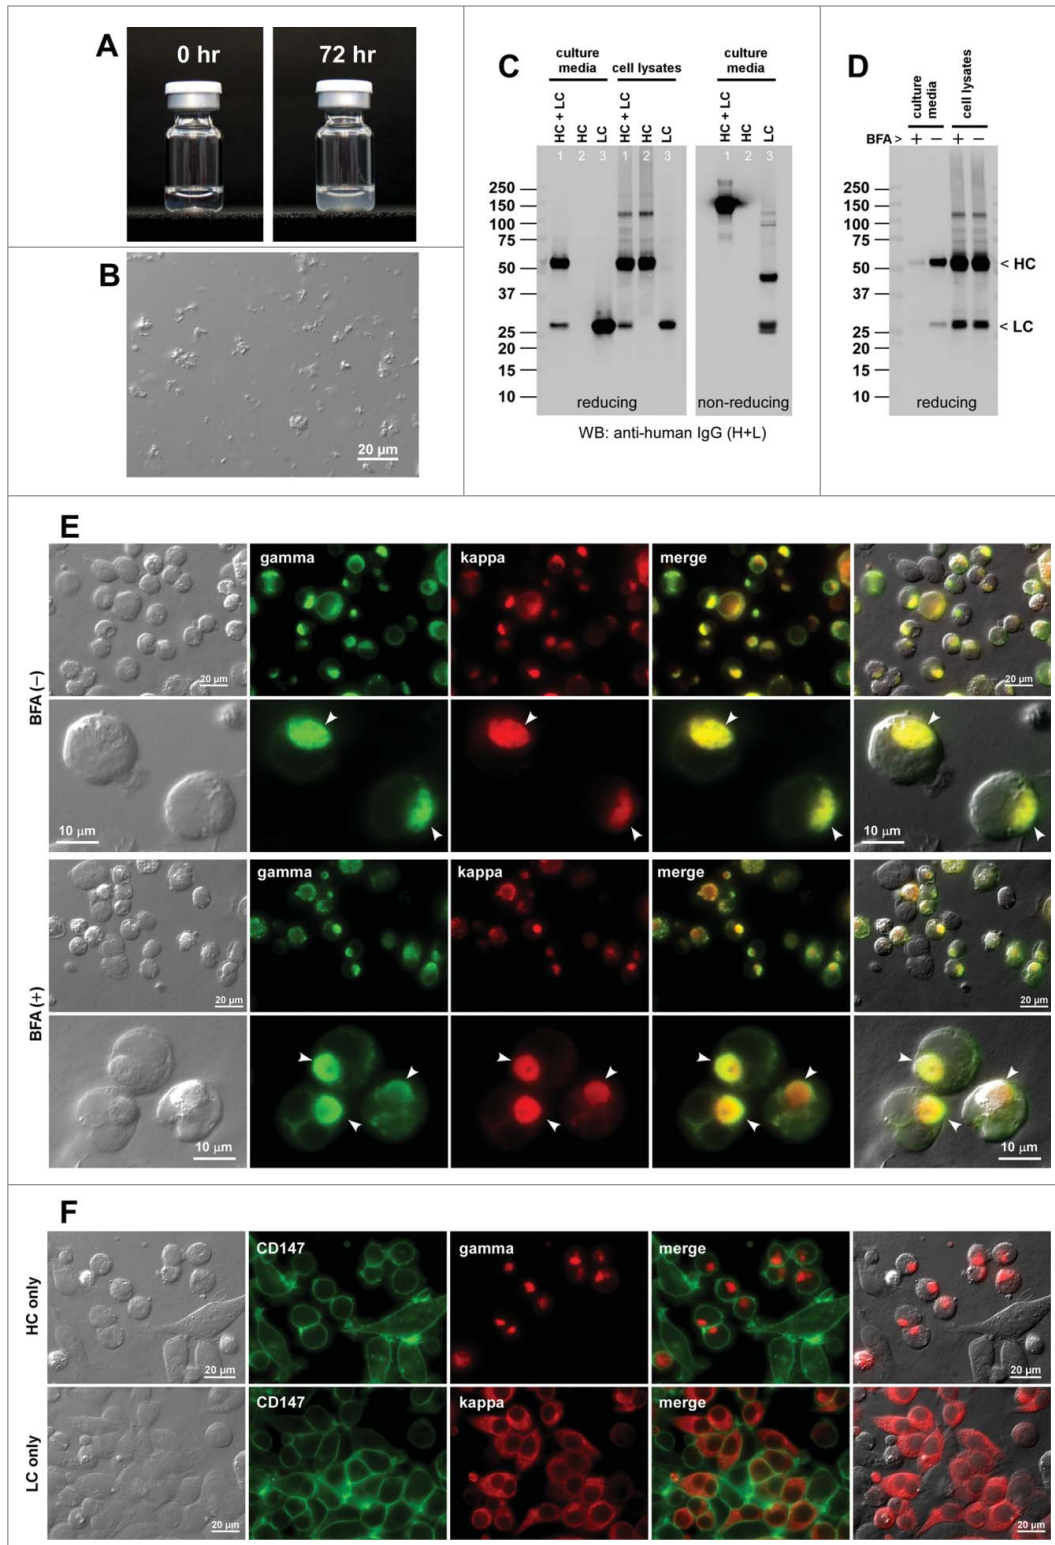 A
0 hr
72 hr
B
20 µm
C
culture
media
cell lysates
culture
media
HC + LC
HC
LC
HC + LC
HC
LC
HC + LC
HC
LC
1 2 3 1 2 3
1 2 3
250
150
100
75
50
37
25
20
15
10
reducing
non-reducing
WB: anti-human IgG (H+L)
D
culture
media
cell lysates
BFA > + − + −
250
150
100
75
50
37
25
20
15
10
< HC
< LC
reducing
E
BFA (−)
gamma
kappa
merge
20 µm
20 µm
10 µm
10 µm
BFA (+)
gamma
kappa
merge
20 µm
20 µm
10 µm
10 µm
F
HC only
CD147
gamma
merge
20 µm
20 µm
LC only
CD147
kappa
merge
20 µm
20 µm